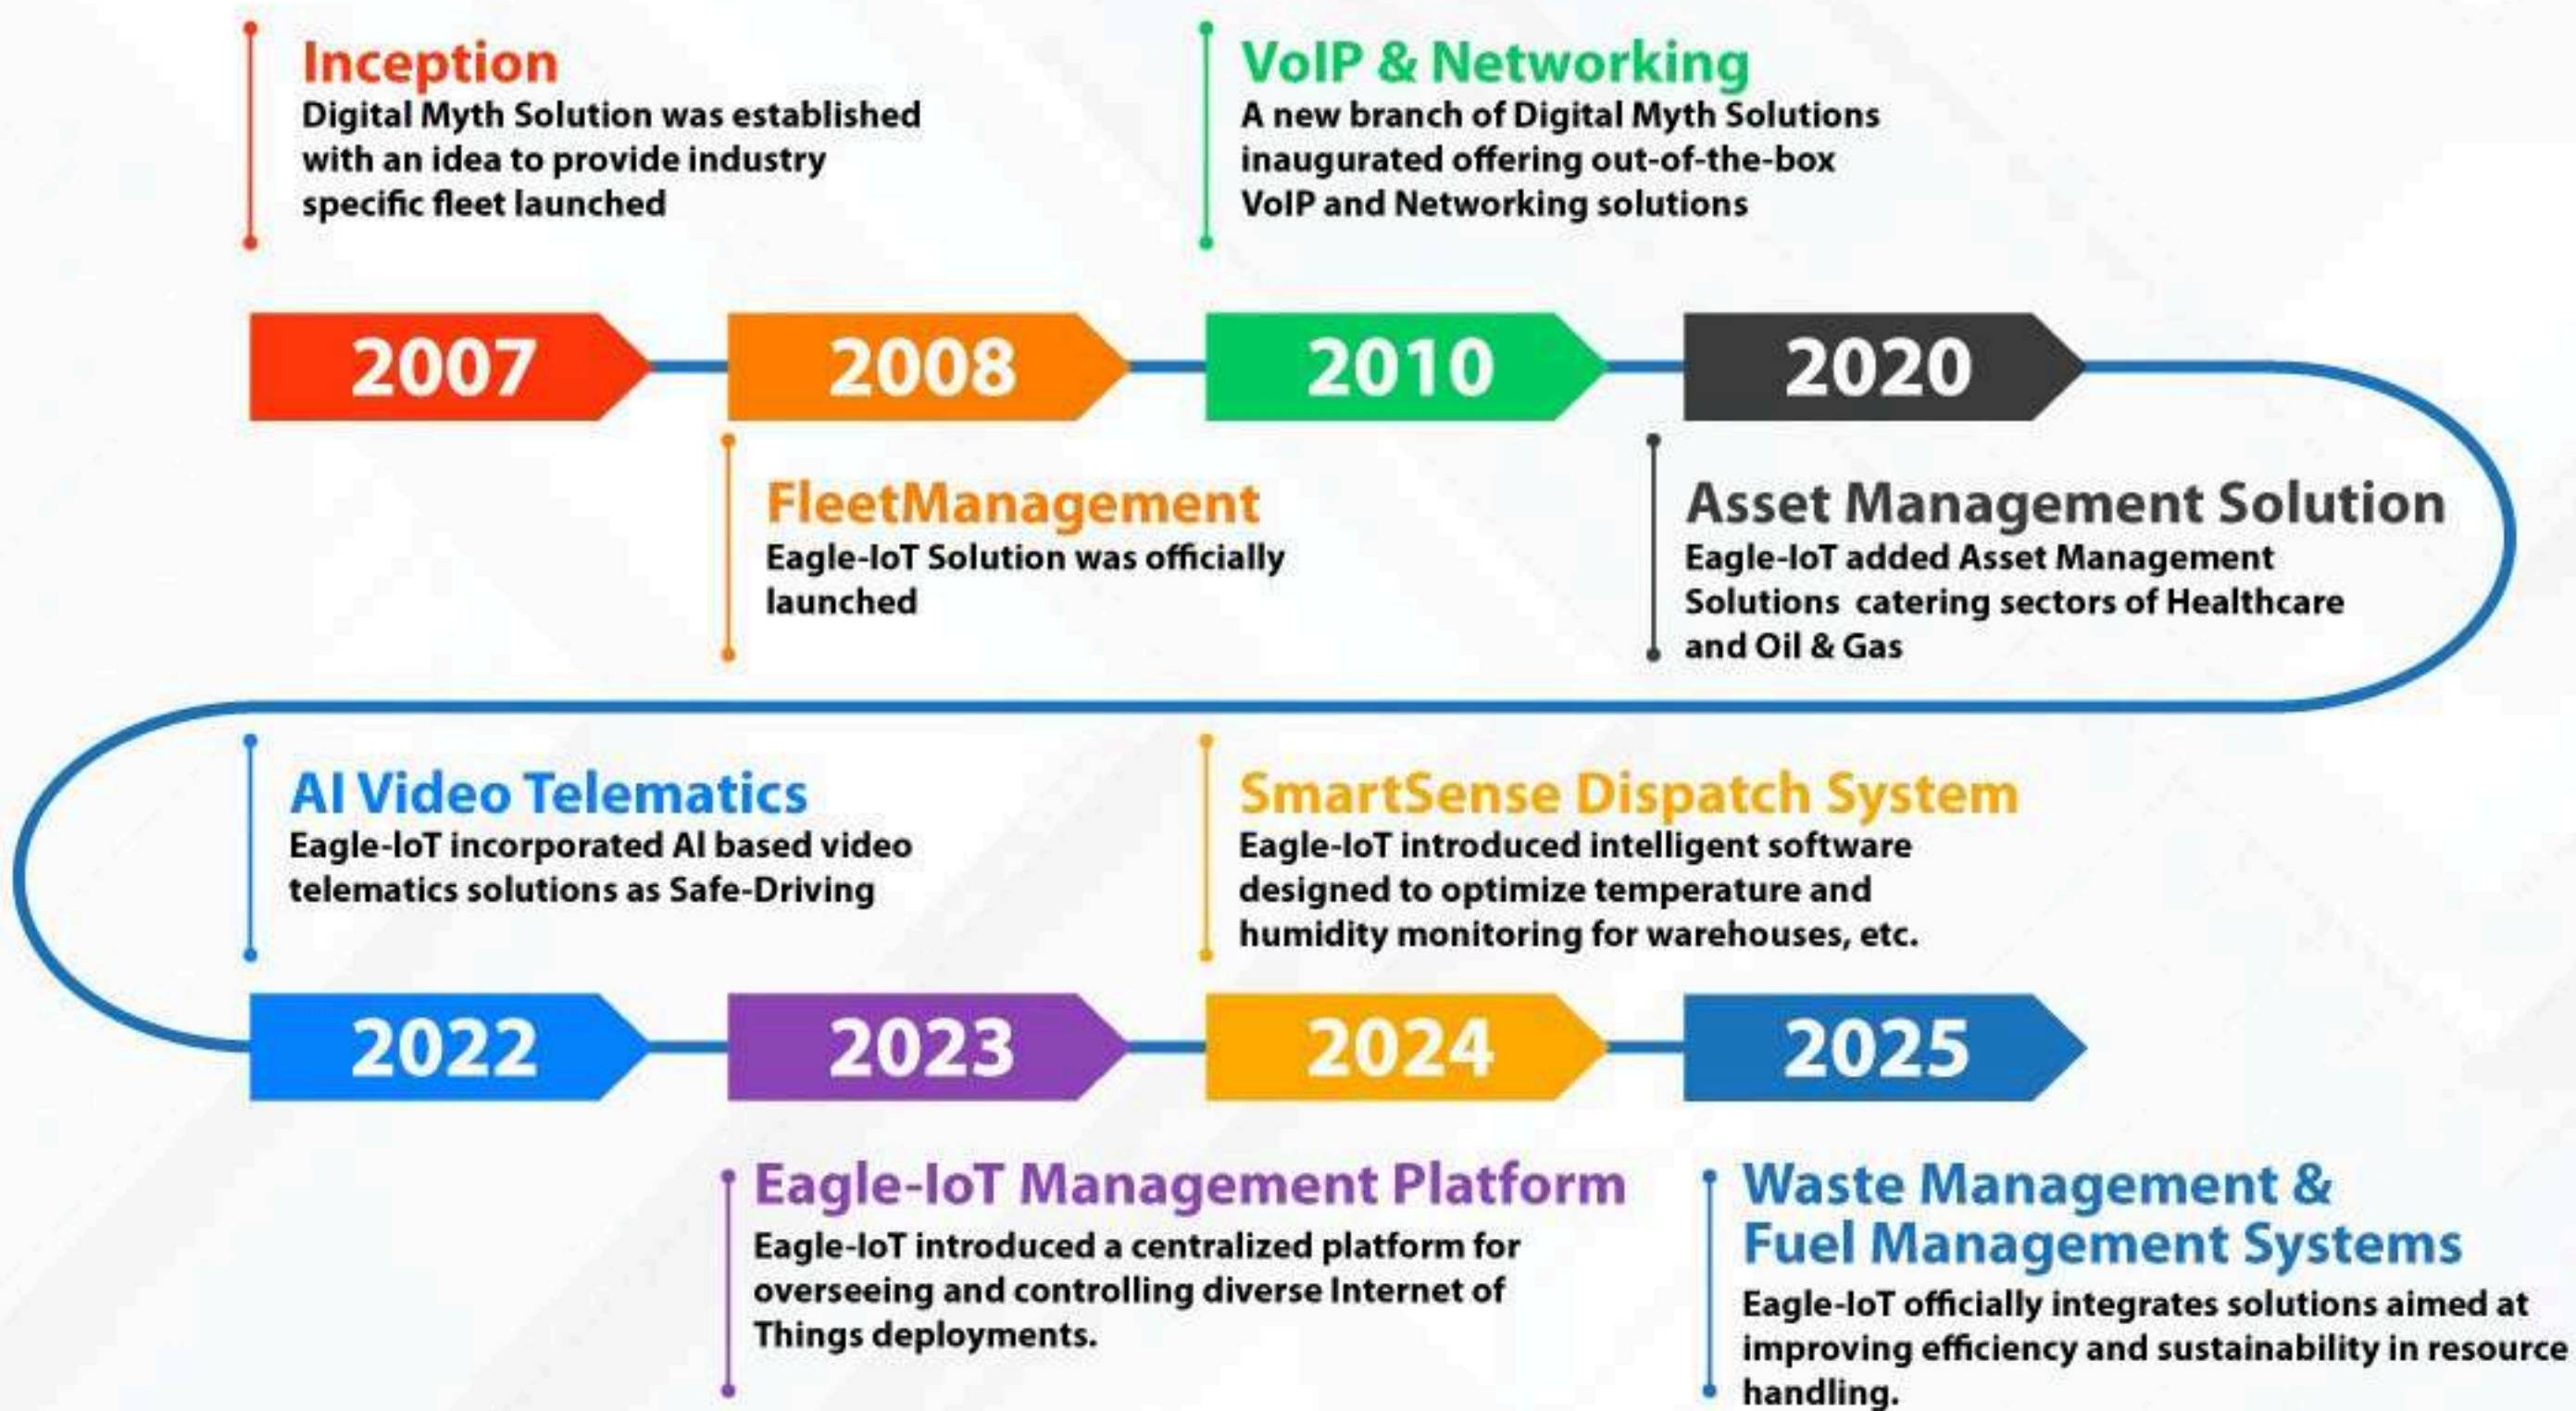 Inception
Digital Myth Solution was established
with an idea to provide industry
specific fleet launched
VoIP & Networking
A new branch of Digital Myth Solutions
inaugurated offering out-of-the-box
VoIP and Networking solutions
2007
2008
2010
2020
FleetManagement
Eagle-IoT Solution was officially
launched
Asset Management Solution
Eagle-IoT added Asset Management
Solutions catering sectors of Healthcare
and Oil & Gas
AI Video Telematics
Eagle-IoT incorporated AI based video
telematics solutions as Safe-Driving
SmartSense Dispatch System
Eagle-IoT introduced intelligent software
designed to optimize temperature and
humidity monitoring for warehouses, etc.
2022
2023
2024
2025
Eagle-IoT Management Platform
Eagle-IoT introduced a centralized platform for
overseeing and controlling diverse Internet of
Things deployments.
Waste Management &
Fuel Management Systems
Eagle-IoT officially integrates solutions aimed at
improving efficiency and sustainability in resource
handling.